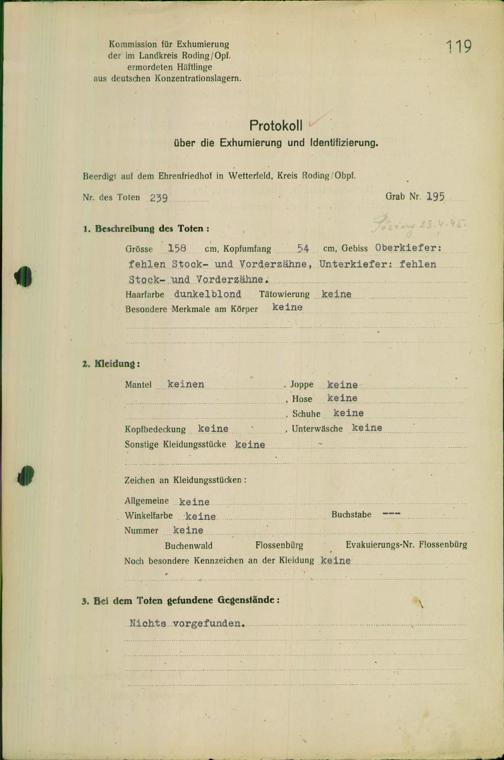 119
Kommission für Exhumierung
der im Landkreis Roding/Opf.
ermordeten Häftlinge
aus deutschen Konzentrationslagern.
Protokoll
über die Exhumierung und Identifizierung.
Beerdigt auf dem Ehrenfriedhof in Wetterfeld, Kreis Roding/Obpf.
Nr. des Toten 239 Grab Nr. 195
Pösing 23.4.45.
1. Beschreibung des Toten:
Grösse 158 cm, Kopfumfang 54 cm, Gebiss Oberkiefer:
fehlen Stock- und Vorderzähne, Unterkiefer: fehlen
Stock- und Vorderzähne.
Haarfarbe dunkelblond Tätowierung keine
Besondere Merkmale am Körper keine
2. Kleidung:
Mantel keinen , Joppe keine
, Hose keine
, Schuhe keine
Kopfbedeckung keine , Unterwäsche keine
Sonstige Kleidungsstücke keine
Zeichen an Kleidungsstücken:
Allgemeine keine
Winkelfarbe keine Buchstabe ---
Nummer keine
Buchenwald Flossenbürg Evakuierungs-Nr. Flossenbürg
Noch besondere Kennzeichen an der Kleidung keine
3. Bei dem Toten gefundene Gegenstände:
Nichts vorgefunden.